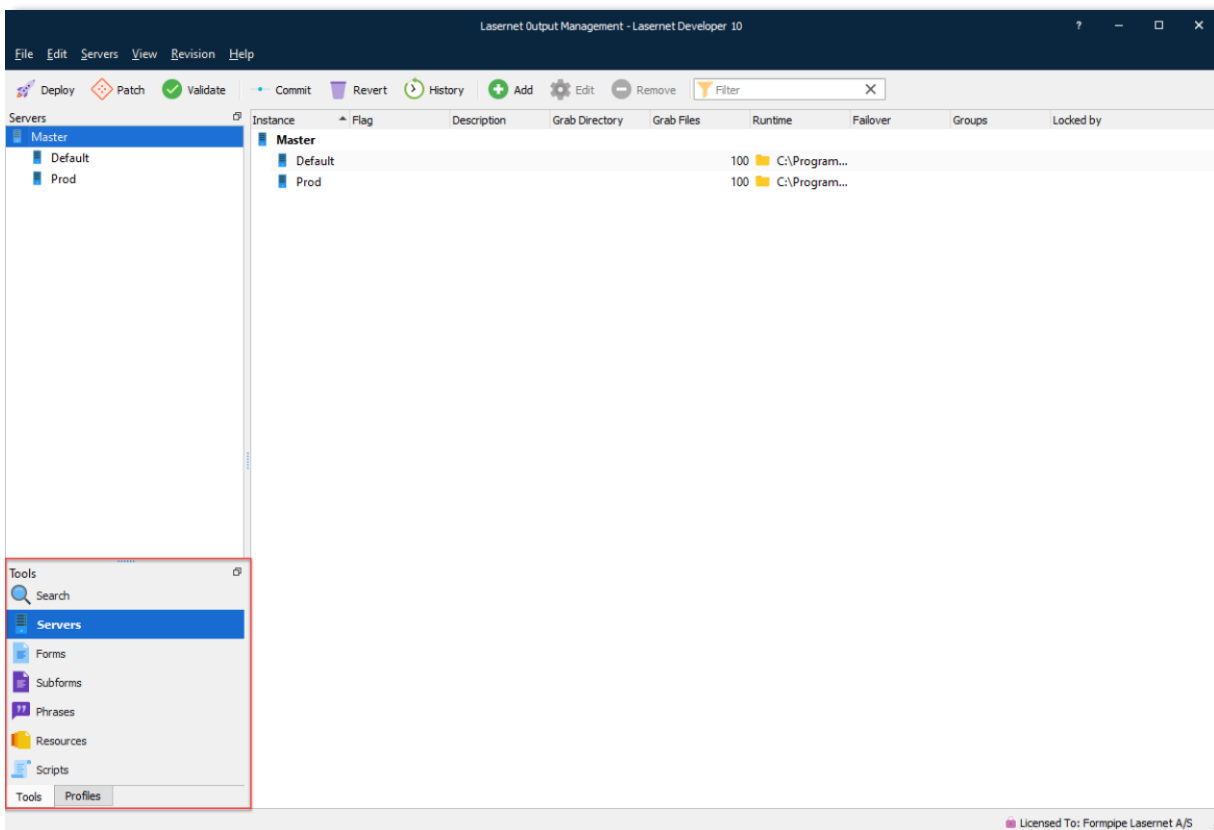 Lasernet Output Management - Lasernet Developer 10
File Edit Servers View Revision Help
Deploy Patch Validate Commit Revert History Add Edit Remove Filter
Servers
Instance Flag Description Grab Directory Grab Files Runtime Failover Groups Locked by
Master
Master
Default
Default 100 C:\Program...
Prod
Prod 100 C:\Program...
Tools
Search
Servers
Forms
Subforms
Phrases
Resources
Scripts
Tools Profiles
Licensed To: Formpipe Lasernet A/S